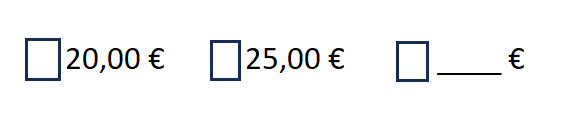 ☐ 20,00 € ☐ 25,00 € ☐ ____ €